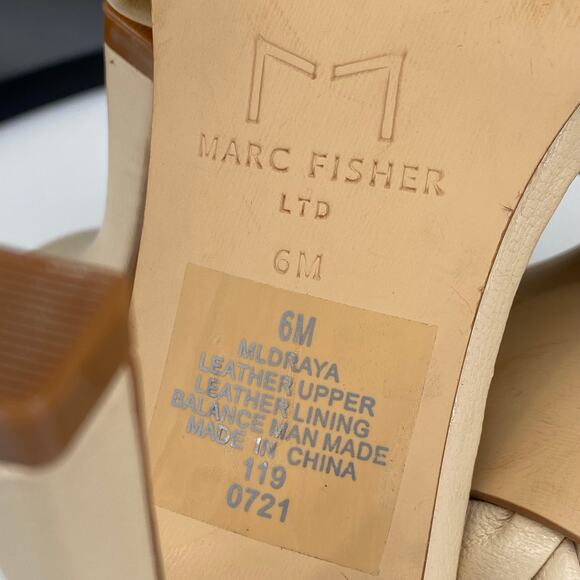 MARC FISHER
LTD
6M
6M
MLDRAYA
LEATHER UPPER
LEATHER LINING
BALANCE MAN MADE
MADE IN CHINA
119
0721